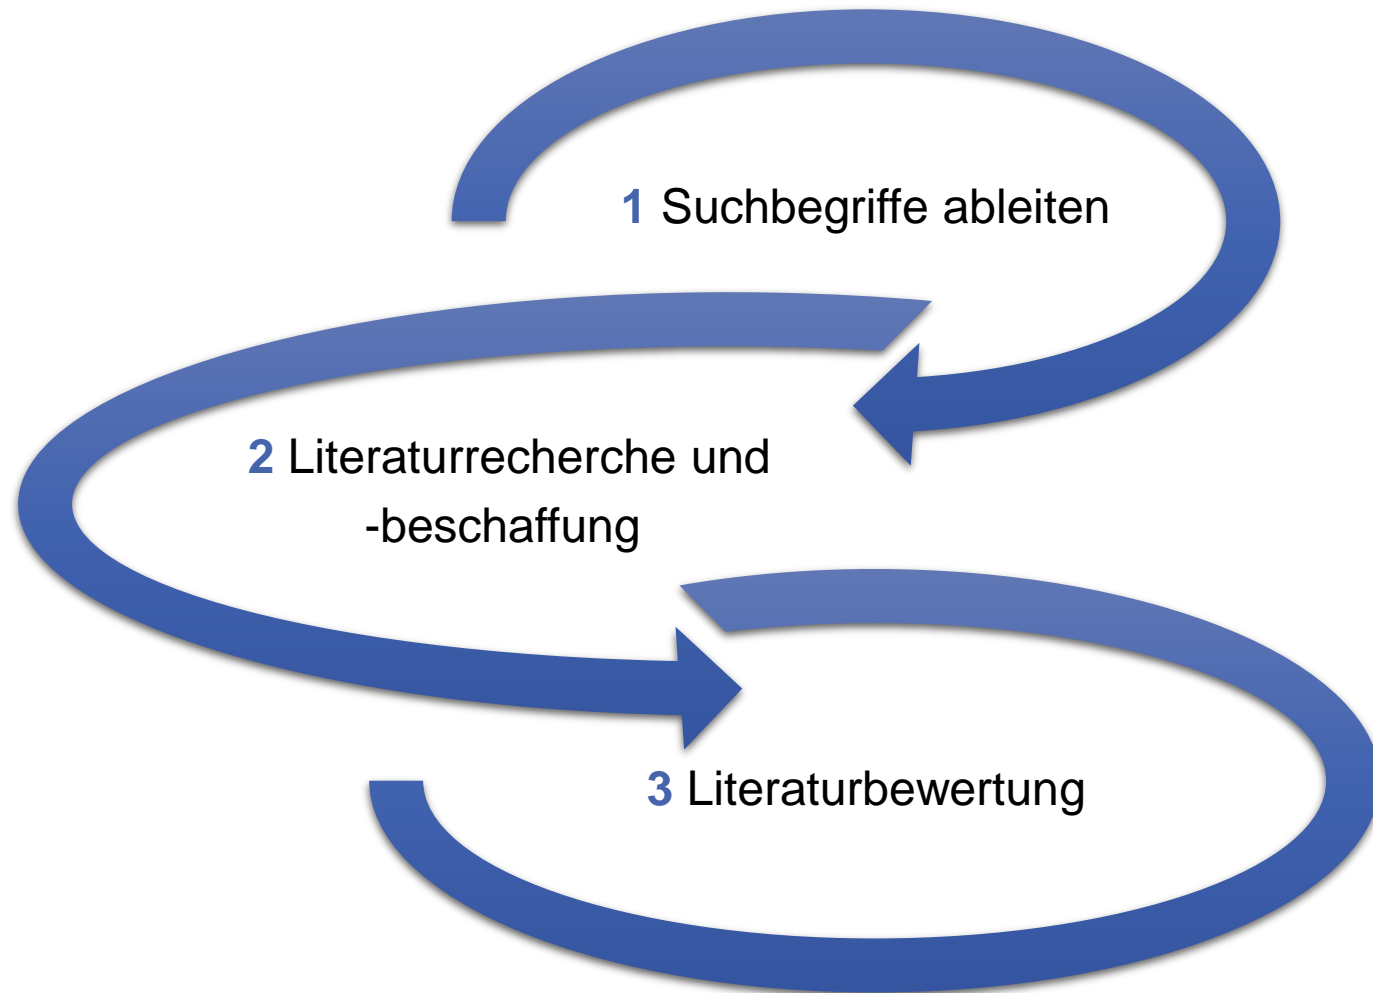 1 Suchbegriffe ableiten
2 Literaturrecherche und
-beschaffung
3 Literaturbewertung